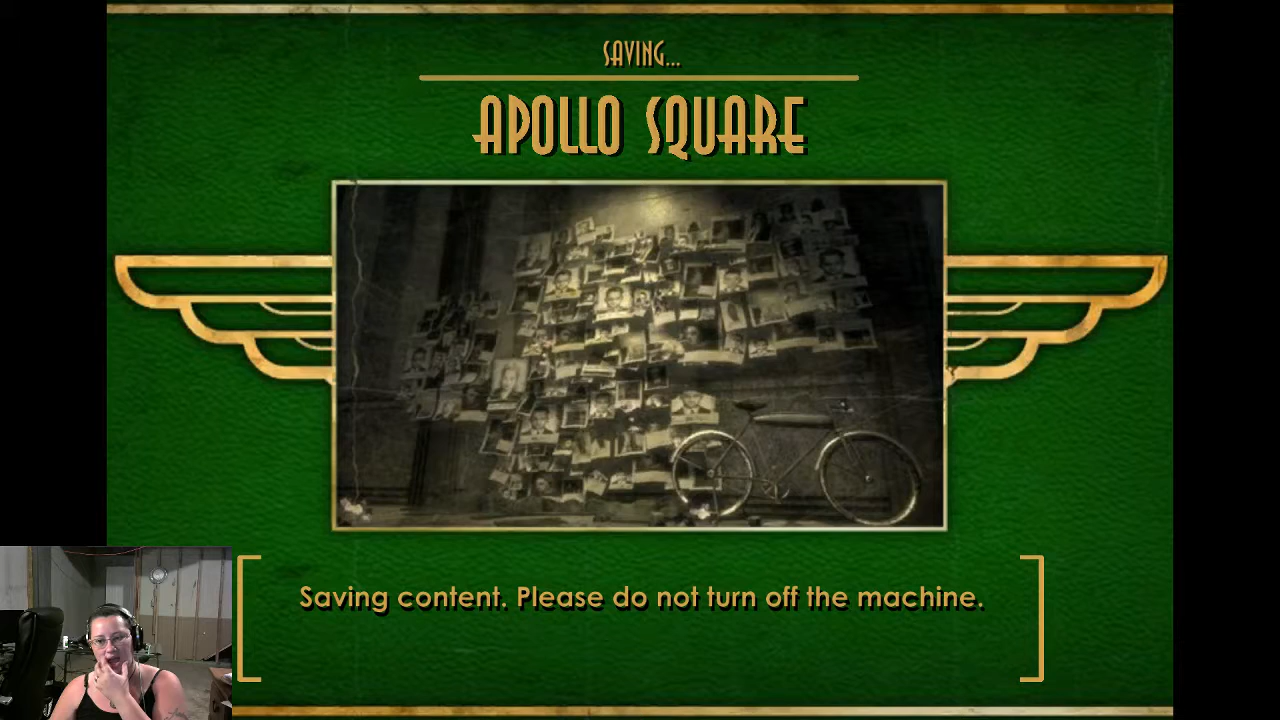 SAVING...
APOLLO SQUARE
Saving content. Please do not turn off the machine.